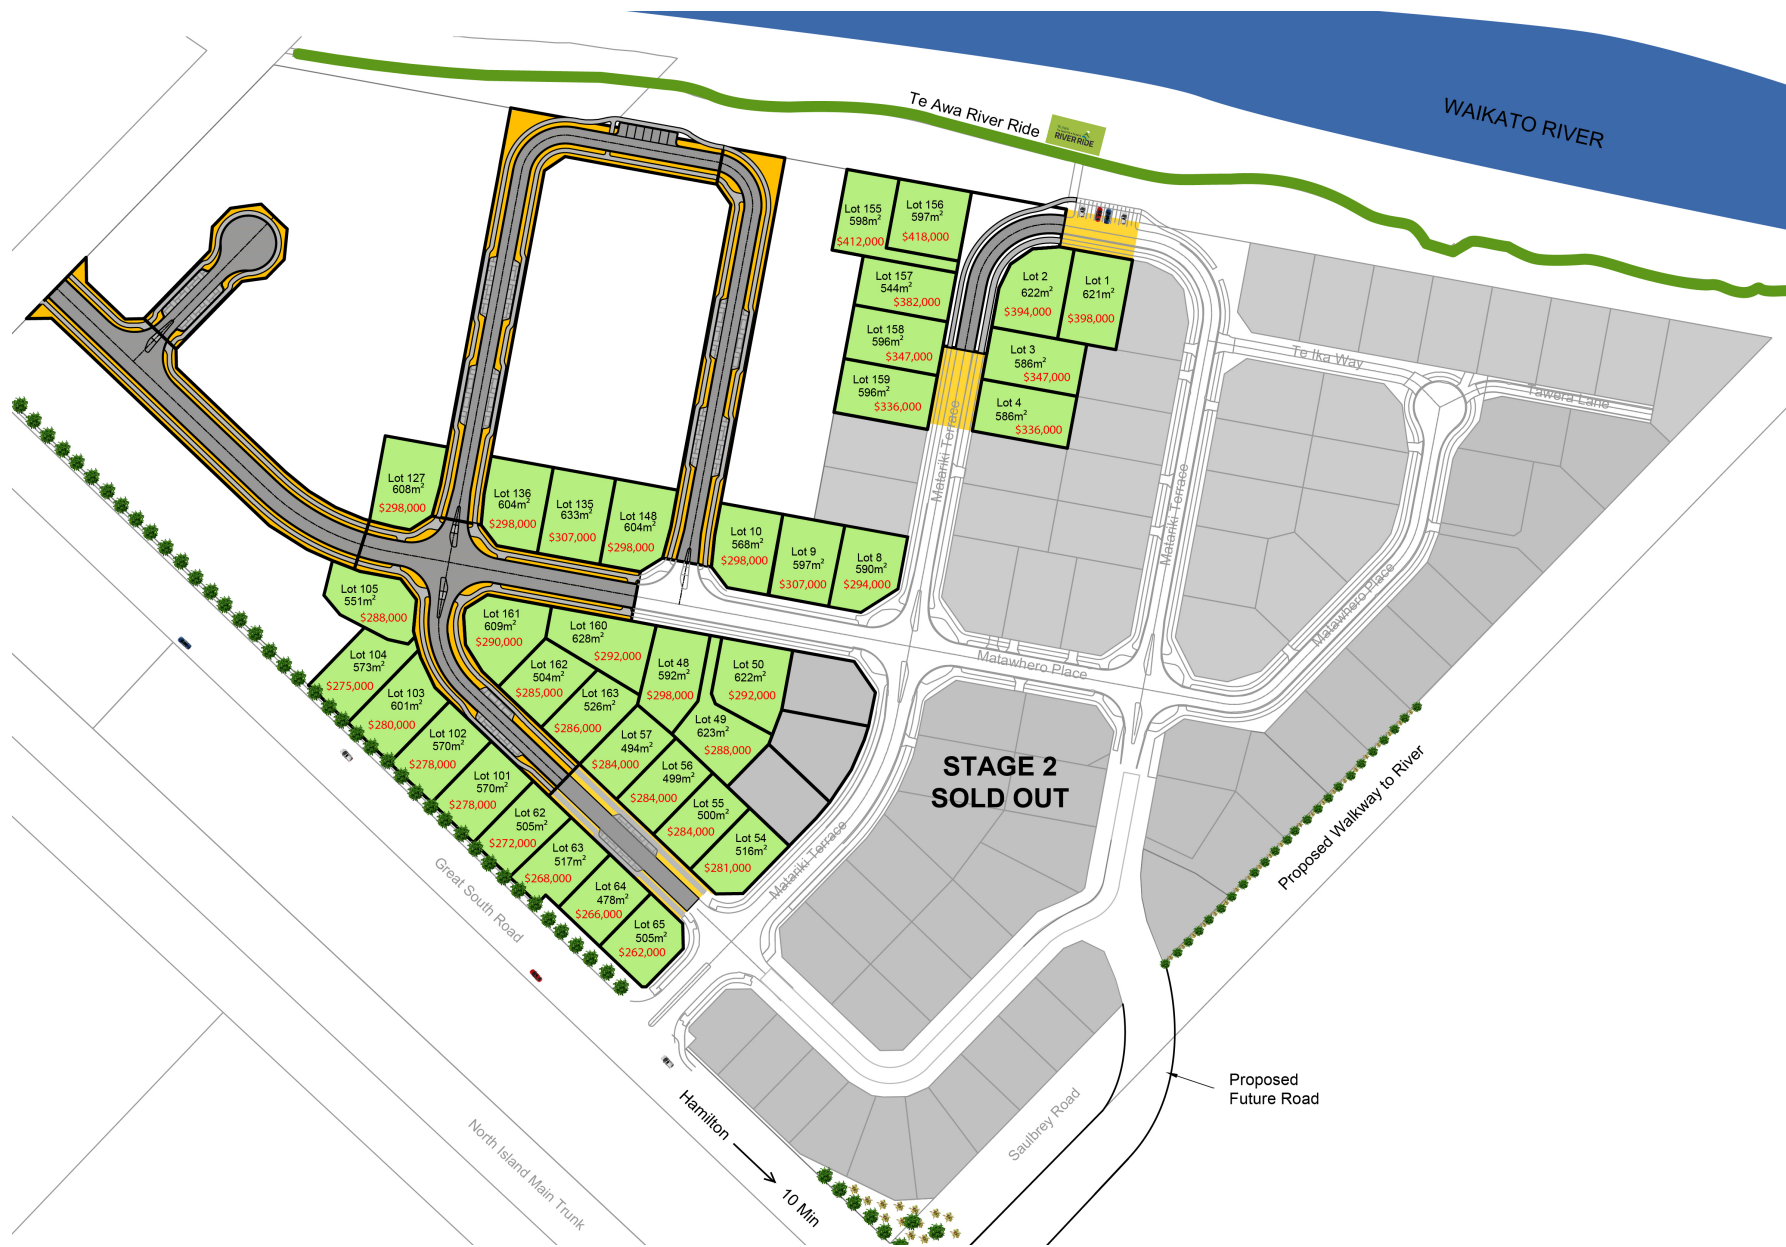 WAIKATO RIVER
Te Awa River Ride
RIVER RIDE
Lot 155
598m²
$412,000
Lot 156
597m²
$418,000
Lot 157
544m²
$382,000
Lot 158
596m²
$347,000
Lot 159
596m²
$336,000
Lot 2
622m²
$394,000
Lot 1
621m²
$398,000
Lot 3
586m²
$347,000
Lot 4
586m²
$336,000
Te Ika Way
Tawera Lane
Matariki Terrace
Matariki Terrace
Matawhero Place
Lot 127
608m²
$298,000
Lot 136
604m²
$298,000
Lot 135
633m²
$307,000
Lot 148
604m²
$298,000
Lot 10
568m²
$298,000
Lot 9
597m²
$307,000
Lot 8
590m²
$294,000
Lot 105
551m²
$288,000
Lot 161
609m²
$290,000
Lot 160
628m²
$292,000
Lot 104
573m²
$275,000
Lot 162
504m²
$285,000
Lot 48
592m²
$298,000
Lot 50
622m²
$292,000
Matawhero Place
Lot 103
601m²
$280,000
Lot 163
526m²
$286,000
Lot 49
623m²
$288,000
Lot 102
570m²
$278,000
Lot 57
494m²
$284,000
Lot 101
570m²
$278,000
Lot 56
499m²
$284,000
Lot 62
505m²
$272,000
Lot 55
500m²
$284,000
Lot 63
517m²
$268,000
Lot 54
516m²
$281,000
Lot 64
478m²
$266,000
Lot 65
505m²
$262,000
STAGE 2
SOLD OUT
Matariki Terrace
Proposed Walkway to River
Great South Road
North Island Main Trunk
Hamilton
10 Min
Saulbrey Road
Proposed
Future Road